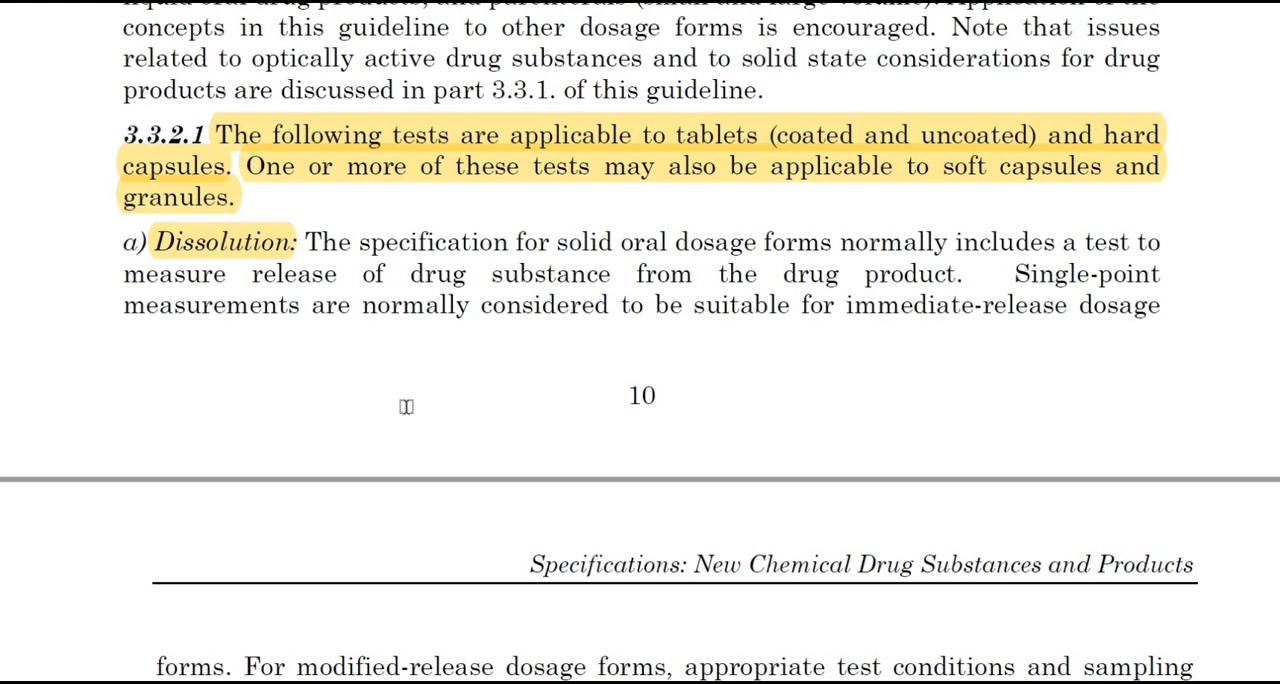 concepts in this guideline to other dosage forms is encouraged. Note that issues
related to optically active drug substances and to solid state considerations for drug
products are discussed in part 3.3.1. of this guideline.
3.3.2.1 The following tests are applicable to tablets (coated and uncoated) and hard
capsules. One or more of these tests may also be applicable to soft capsules and
granules.
a) Dissolution: The specification for solid oral dosage forms normally includes a test to
measure release of drug substance from the drug product. Single-point
measurements are normally considered to be suitable for immediate-release dosage
10
Specifications: New Chemical Drug Substances and Products
forms. For modified-release dosage forms, appropriate test conditions and sampling